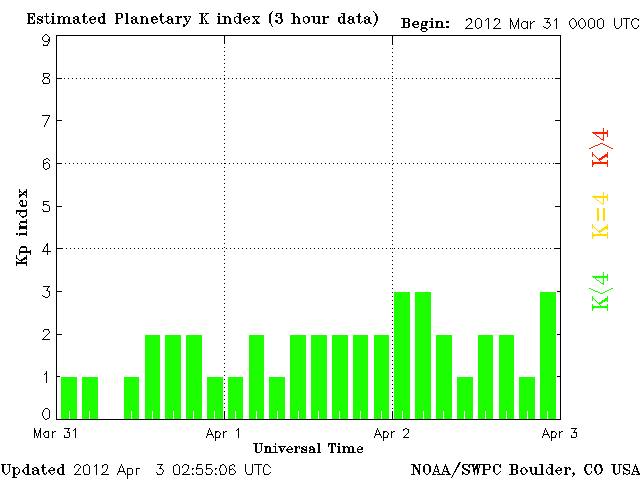 Estimated Planetary K index (3 hour data) Begin: 2012 Mar 31 0000 UTC
9
8
7
6
5
4
3
2
1
0
Kp index
K>4
K=4
K<4
Mar 31 Apr 1 Apr 2 Apr 3
Universal Time
Updated 2012 Apr 3 02:55:06 UTC NOAA/SWPC Boulder, CO USA